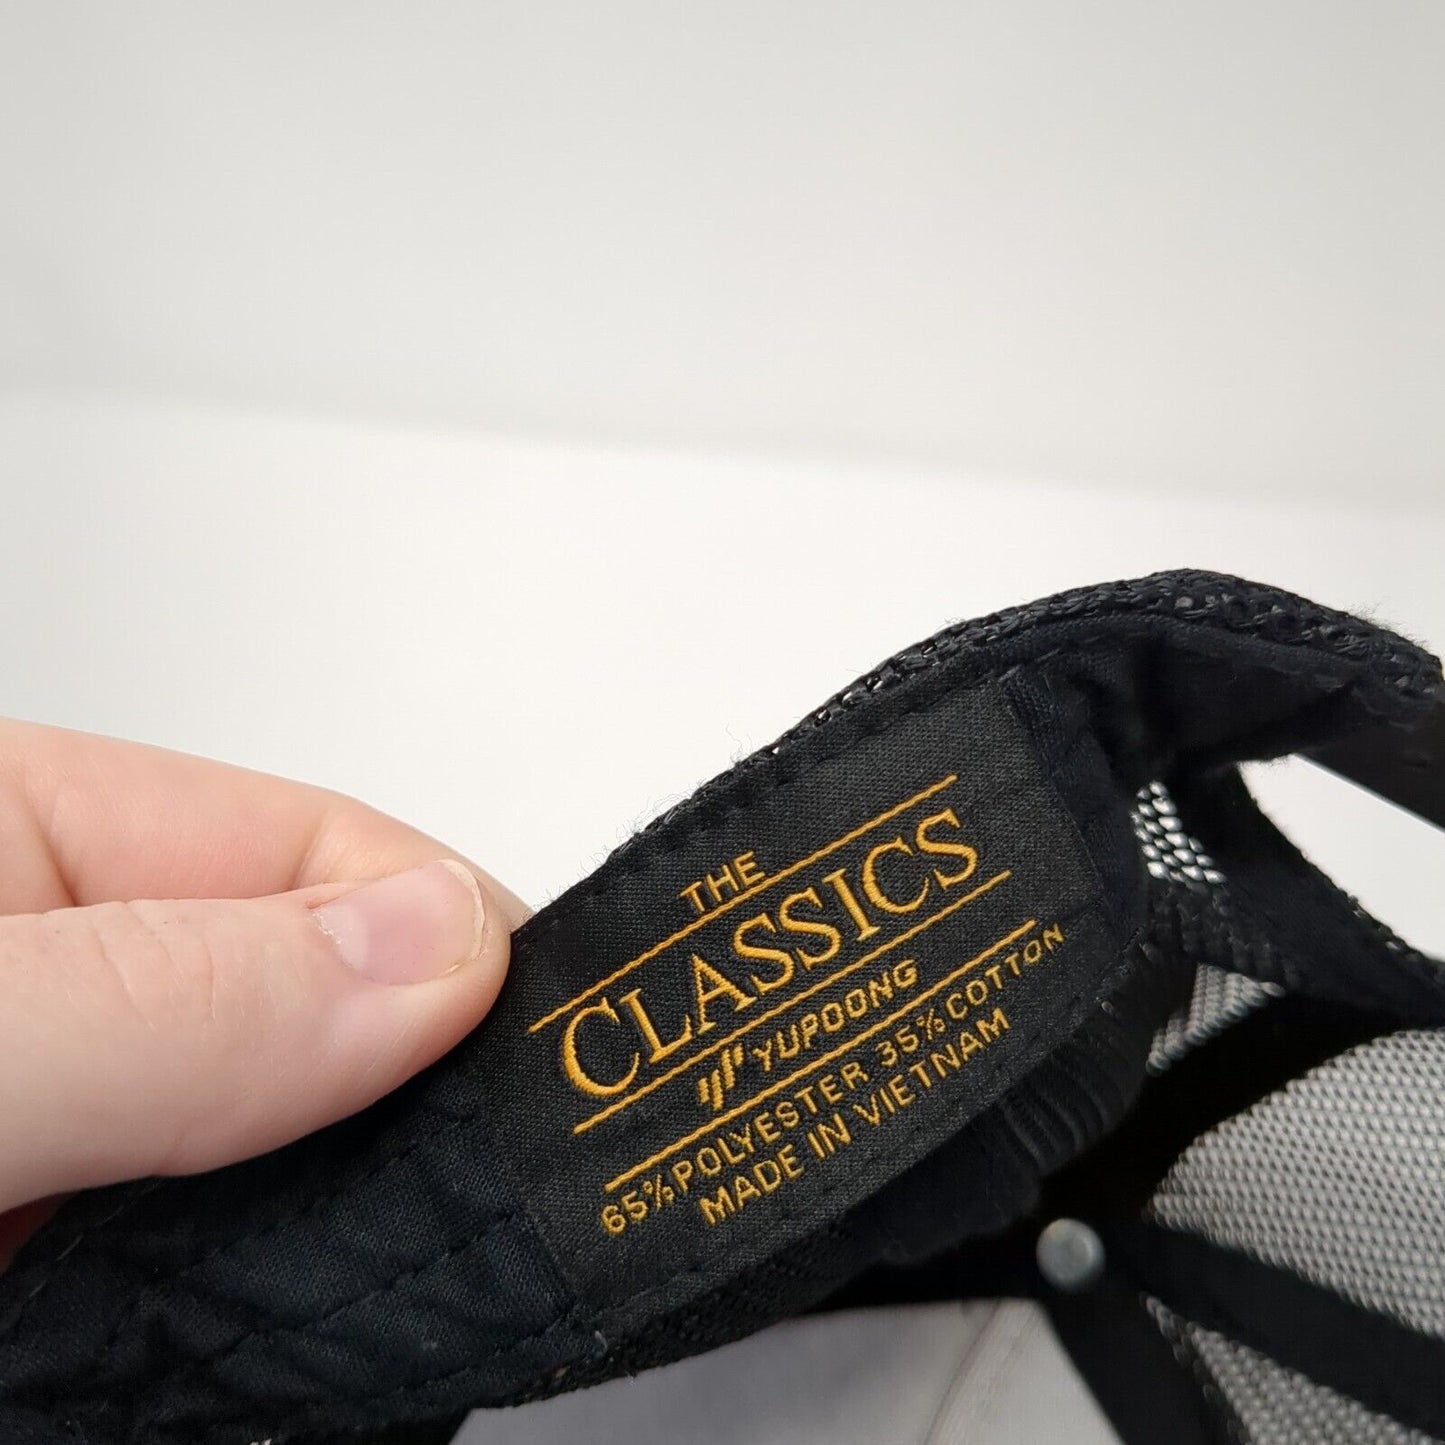 THE
CLASSICS
YUPOONG
65% POLYESTER 35% COTTON
MADE IN VIETNAM